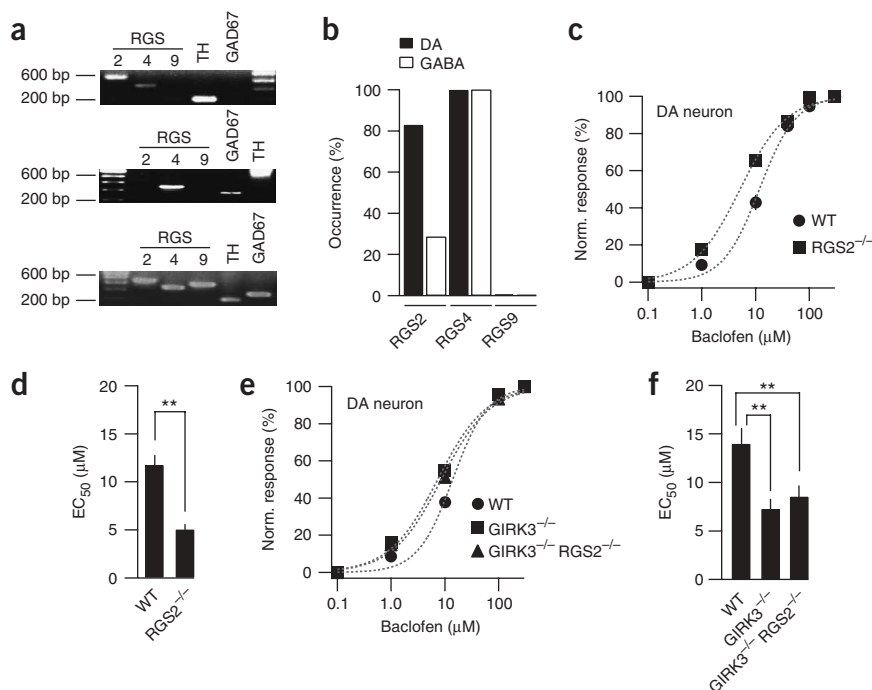 a
RGS
2 4 9 TH GAD67
600 bp
200 bp
RGS
2 4 9 GAD67 TH
600 bp
200 bp
RGS
2 4 9 TH GAD67
600 bp
200 bp
b
DA
GABA
Occurrence (%)
100
80
60
40
20
0
RGS2 RGS4 RGS9
c
DA neuron
Norm. response (%)
100
80
60
40
20
0
WT
RGS2−/−
0.1 1.0 10 100
Baclofen (μM)
d
EC50 (μM)
20
15
10
5
0
**
WT RGS2−/−
e
DA neuron
Norm. response (%)
100
80
60
40
20
0
WT
GIRK3−/−
GIRK3−/− RGS2−/−
0.1 1.0 10 100
Baclofen (μM)
f
EC50 (μM)
20
15
10
5
0
**
**
WT GIRK3−/− GIRK3−/− RGS2−/−